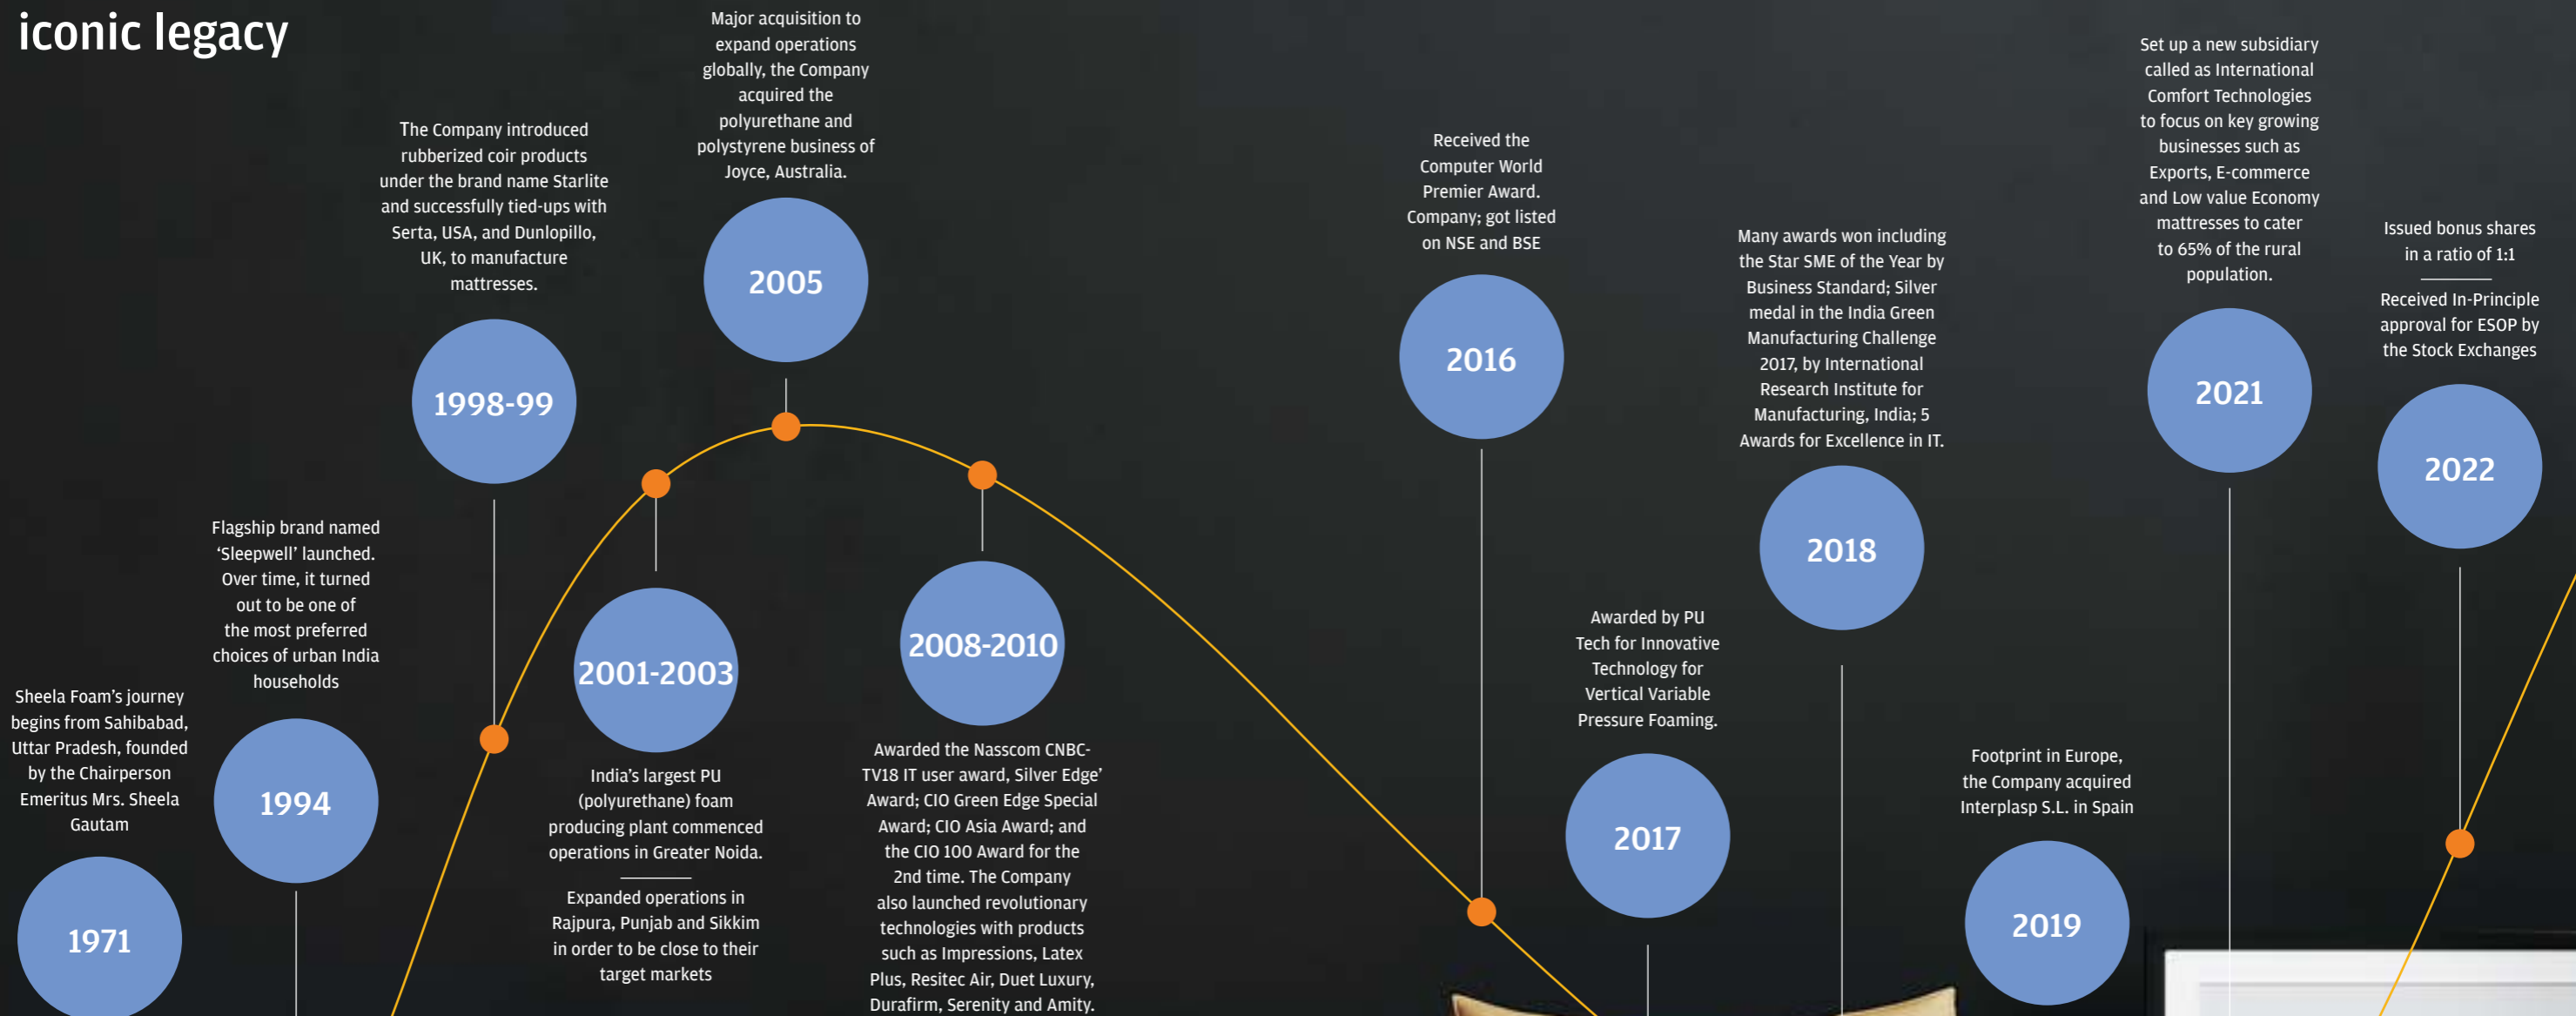 iconic legacy
Sheela Foam's journey
begins from Sahibabad,
Uttar Pradesh, founded
by the Chairperson
Emeritus Mrs. Sheela
Gautam
1971
Flagship brand named
‘Sleepwell’ launched.
Over time, it turned
out to be one of
the most preferred
choices of urban India
households
1994
The Company introduced
rubberized coir products
under the brand name Starlite
and successfully tied-ups with
Serta, USA, and Dunlopillo,
UK, to manufacture
mattresses.
1998-99
2001-2003
India's largest PU
(polyurethane) foam
producing plant commenced
operations in Greater Noida.
Expanded operations in
Rajpura, Punjab and Sikkim
in order to be close to their
target markets
Major acquisition to
expand operations
globally, the Company
acquired the
polyurethane and
polystyrene business of
Joyce, Australia.
2005
2008-2010
Awarded the Nasscom CNBC-
TV18 IT user award, Silver Edge’
Award; CIO Green Edge Special
Award; CIO Asia Award; and
the CIO 100 Award for the
2nd time. The Company
also launched revolutionary
technologies with products
such as Impressions, Latex
Plus, Resitec Air, Duet Luxury,
Durafirm, Serenity and Amity.
Received the
Computer World
Premier Award.
Company; got listed
on NSE and BSE
2016
Awarded by PU
Tech for Innovative
Technology for
Vertical Variable
Pressure Foaming.
2017
Many awards won including
the Star SME of the Year by
Business Standard; Silver
medal in the India Green
Manufacturing Challenge
2017, by International
Research Institute for
Manufacturing, India; 5
Awards for Excellence in IT.
2018
Footprint in Europe,
the Company acquired
Interplasp S.L. in Spain
2019
Set up a new subsidiary
called as International
Comfort Technologies
to focus on key growing
businesses such as
Exports, E-commerce
and Low value Economy
mattresses to cater
to 65% of the rural
population.
2021
Issued bonus shares
in a ratio of 1:1
Received In-Principle
approval for ESOP by
the Stock Exchanges
2022